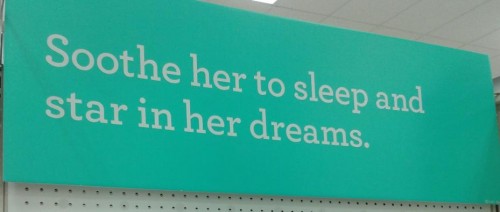 Soothe her to sleep and
star in her dreams.